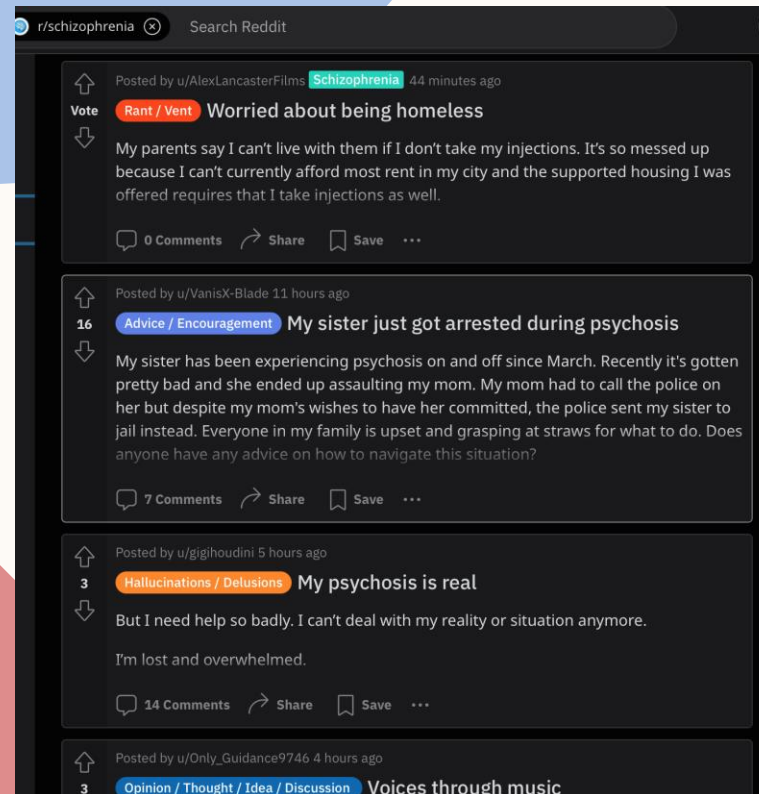 r/schizophrenia Search Reddit
Posted by u/AlexLancasterFilms Schizophrenia 44 minutes ago
Vote
Rant / Vent Worried about being homeless
My parents say I can't live with them if I don't take my injections. It's so messed up
because I can't currently afford most rent in my city and the supported housing I was
offered requires that I take injections as well.
0 Comments Share Save
Posted by u/VanisX-Blade 11 hours ago
16
Advice / Encouragement My sister just got arrested during psychosis
My sister has been experiencing psychosis on and off since March. Recently it's gotten
pretty bad and she ended up assaulting my mom. My mom had to call the police on
her but despite my mom's wishes to have her committed, the police sent my sister to
jail instead. Everyone in my family is upset and grasping at straws for what to do. Does
anyone have any advice on how to navigate this situation?
7 Comments Share Save
Posted by u/gigihoudini 5 hours ago
3
Hallucinations / Delusions My psychosis is real
But I need help so badly. I can't deal with my reality or situation anymore.
I'm lost and overwhelmed.
14 Comments Share Save
Posted by u/Only_Guidance9746 4 hours ago
3
Opinion / Thought / Idea / Discussion Voices through music